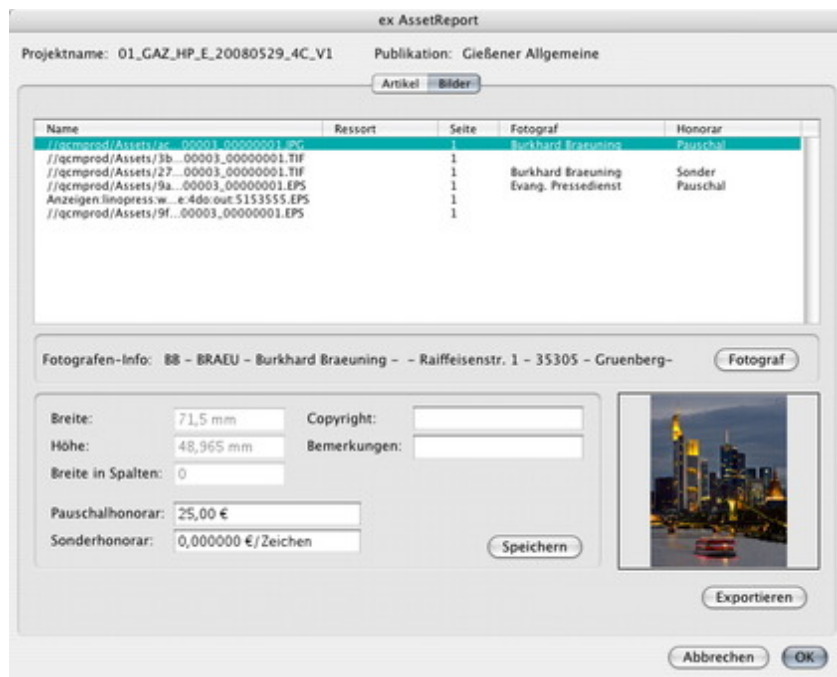 ex AssetReport
Projektname: 01_GAZ_HP_E_20080529_4C_V1 Publikation: Gießener Allgemeine
Artikel Bilder
Name Ressort Seite Fotograf Honorar
//qcmprod/Assets/ac...00003_00000001.JPG 1 Burkhard Braeuning Pauschal
//qcmprod/Assets/3b...00003_00000001.TIF 1
//qcmprod/Assets/27...00003_00000001.TIF 1 Burkhard Braeuning Sonder
//qcmprod/Assets/9a...00003_00000001.EPS 1 Evang. Pressedienst Pauschal
Anzeigen:linopress:w...e:4do:out:5153555.EPS 1
//qcmprod/Assets/9f...00003_00000001.EPS 1
Fotografen-Info: BB - BRAEU - Burkhard Braeuning - - Raiffeisenstr. 1 - 35305 - Gruenberg- Fotograf
Breite: 71,5 mm Copyright:
Höhe: 48,965 mm Bemerkungen:
Breite in Spalten: 0
Pauschalhonorar: 25,00 €
Sonderhonorar: 0,000000 €/Zeichen Speichern
Exportieren
Abbrechen OK